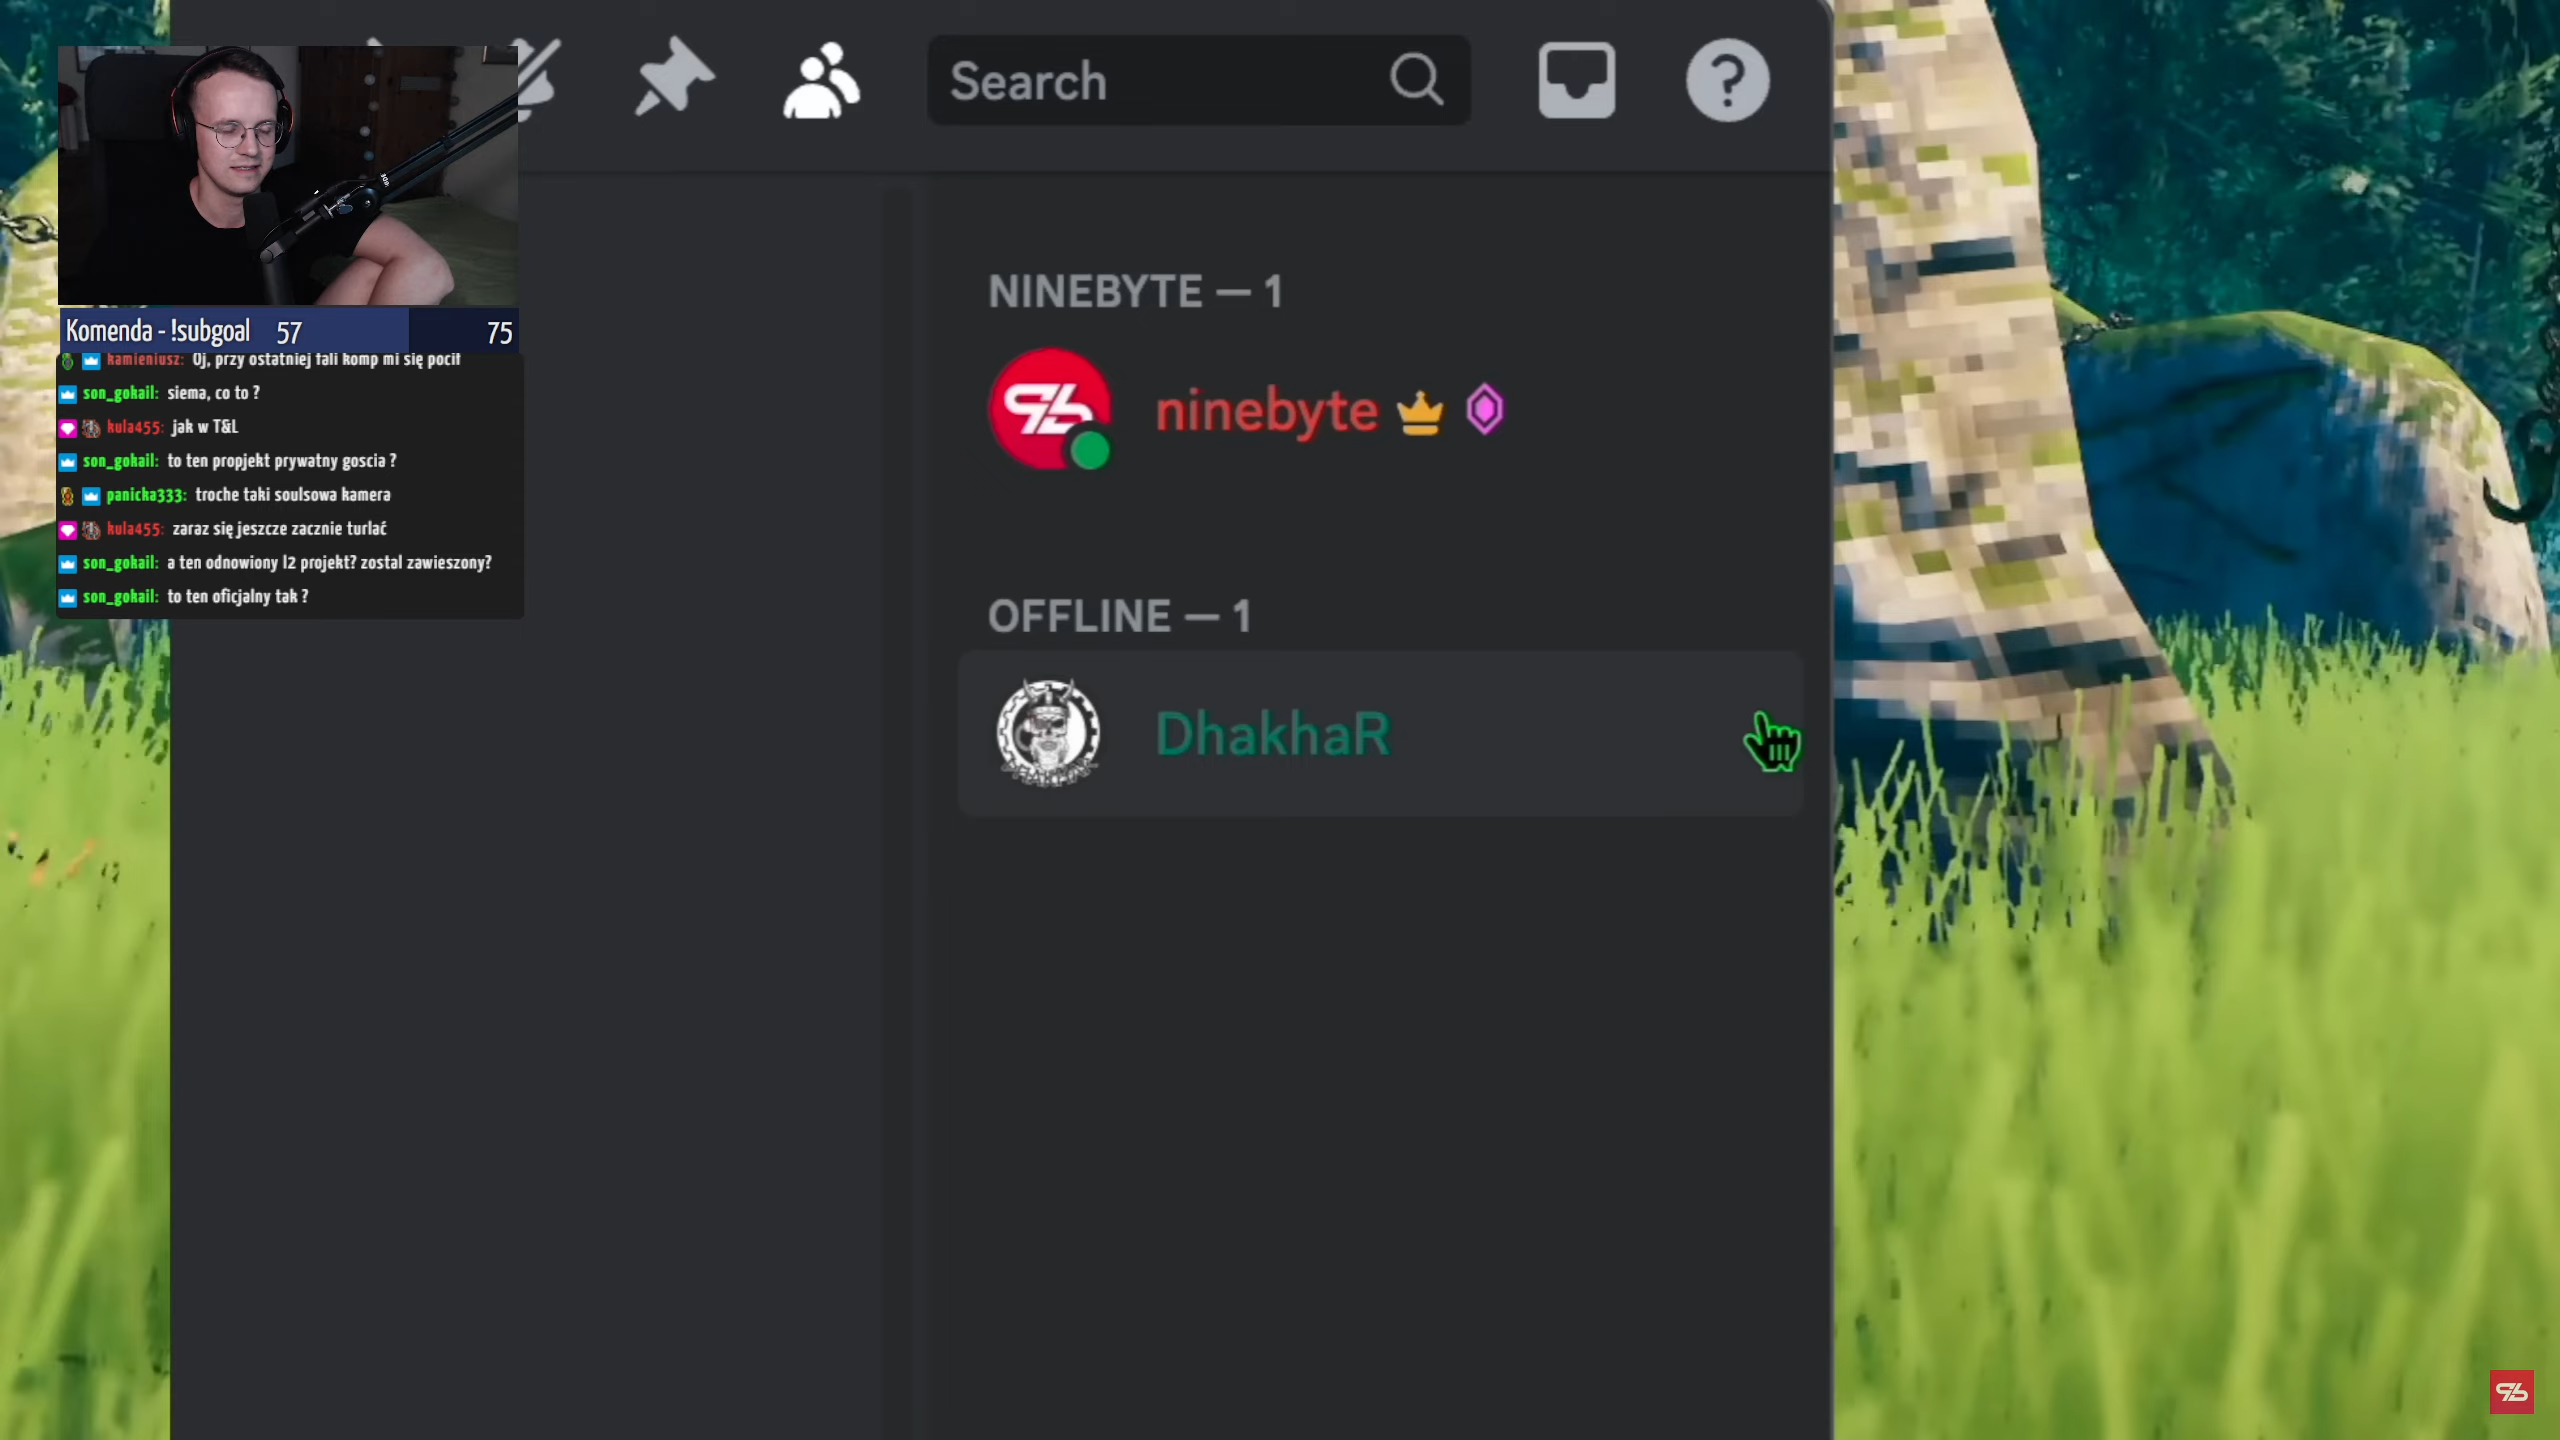 Search
Komenda - !subgoal 57 75
kamieniusz: Oj, przy ostatniej fali komp mi się pocił
son_gokail: siema, co to ?
kula455: jak w T&L
son_gokail: to ten propjekt prywatny goscia ?
panicka333: troche taki soulsowa kamera
kula455: zaraz się jeszcze zacznie turlać
son_gokail: a ten odnowiony l2 projekt? zostal zawieszony?
son_gokail: to ten oficjalny tak ?
NINEBYTE — 1
ninebyte
OFFLINE — 1
DhakhaR